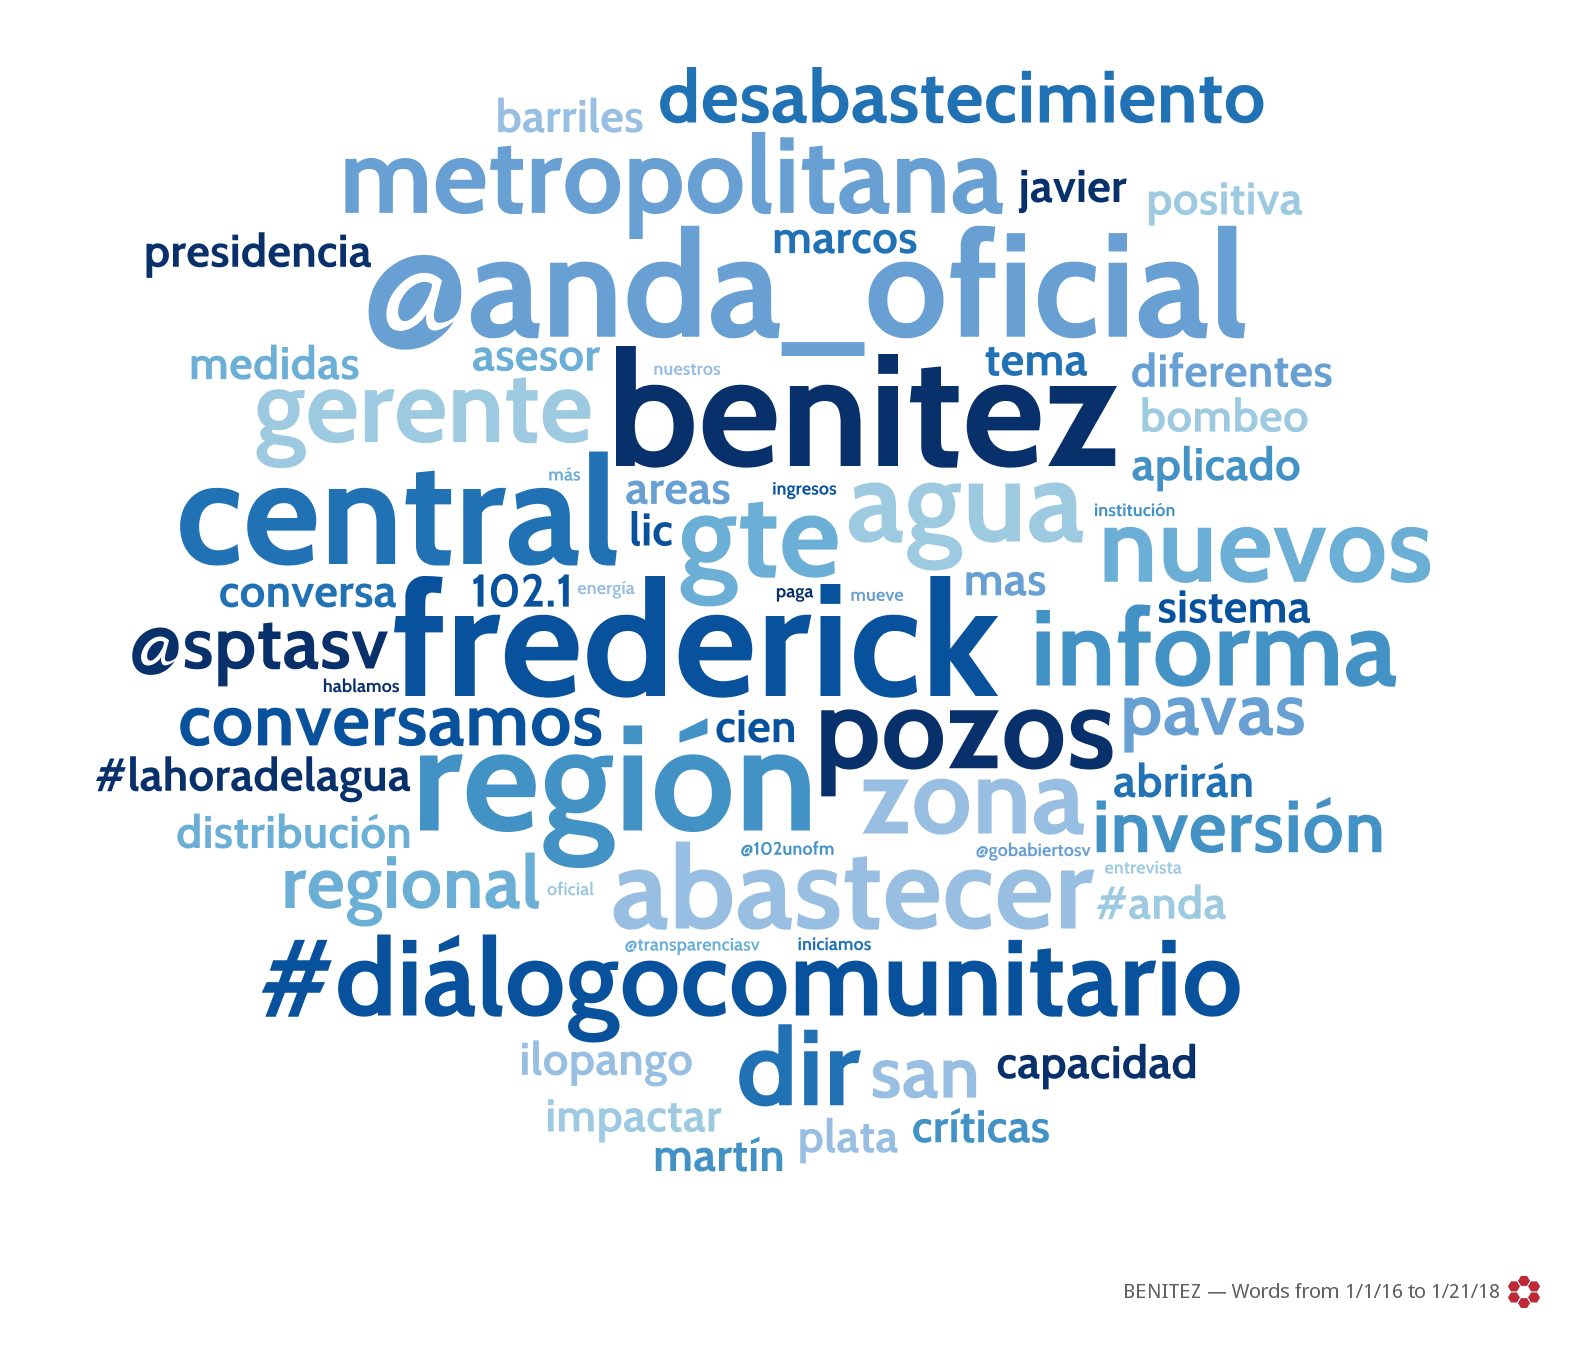 desabastecimiento
barriles
metropolitana
javier
positiva
marcos
presidencia
@anda_oficial
medidas
asesor
nuestros
tema
diferentes
gerente
benitez
bombeo
aplicado
central
más
areas
ingresos
agua
institución
lic
gte
nuevos
conversa
102.1
energía
paga
mueve
mas
sistema
@sptasv
frederick
informa
hablamos
conversamos
cien
pozos
pavas
#lahoradelagua
región
zona
abrirán
distribución
inversión
@102unofm
@gobabiertosv
entrevista
regional
oficial
abastecer
#anda
@transparenciasv
iniciamos
#diálogocomunitario
ilopango
dir
san
capacidad
impactar
plata
críticas
martín
BENITEZ — Words from 1/1/16 to 1/21/18